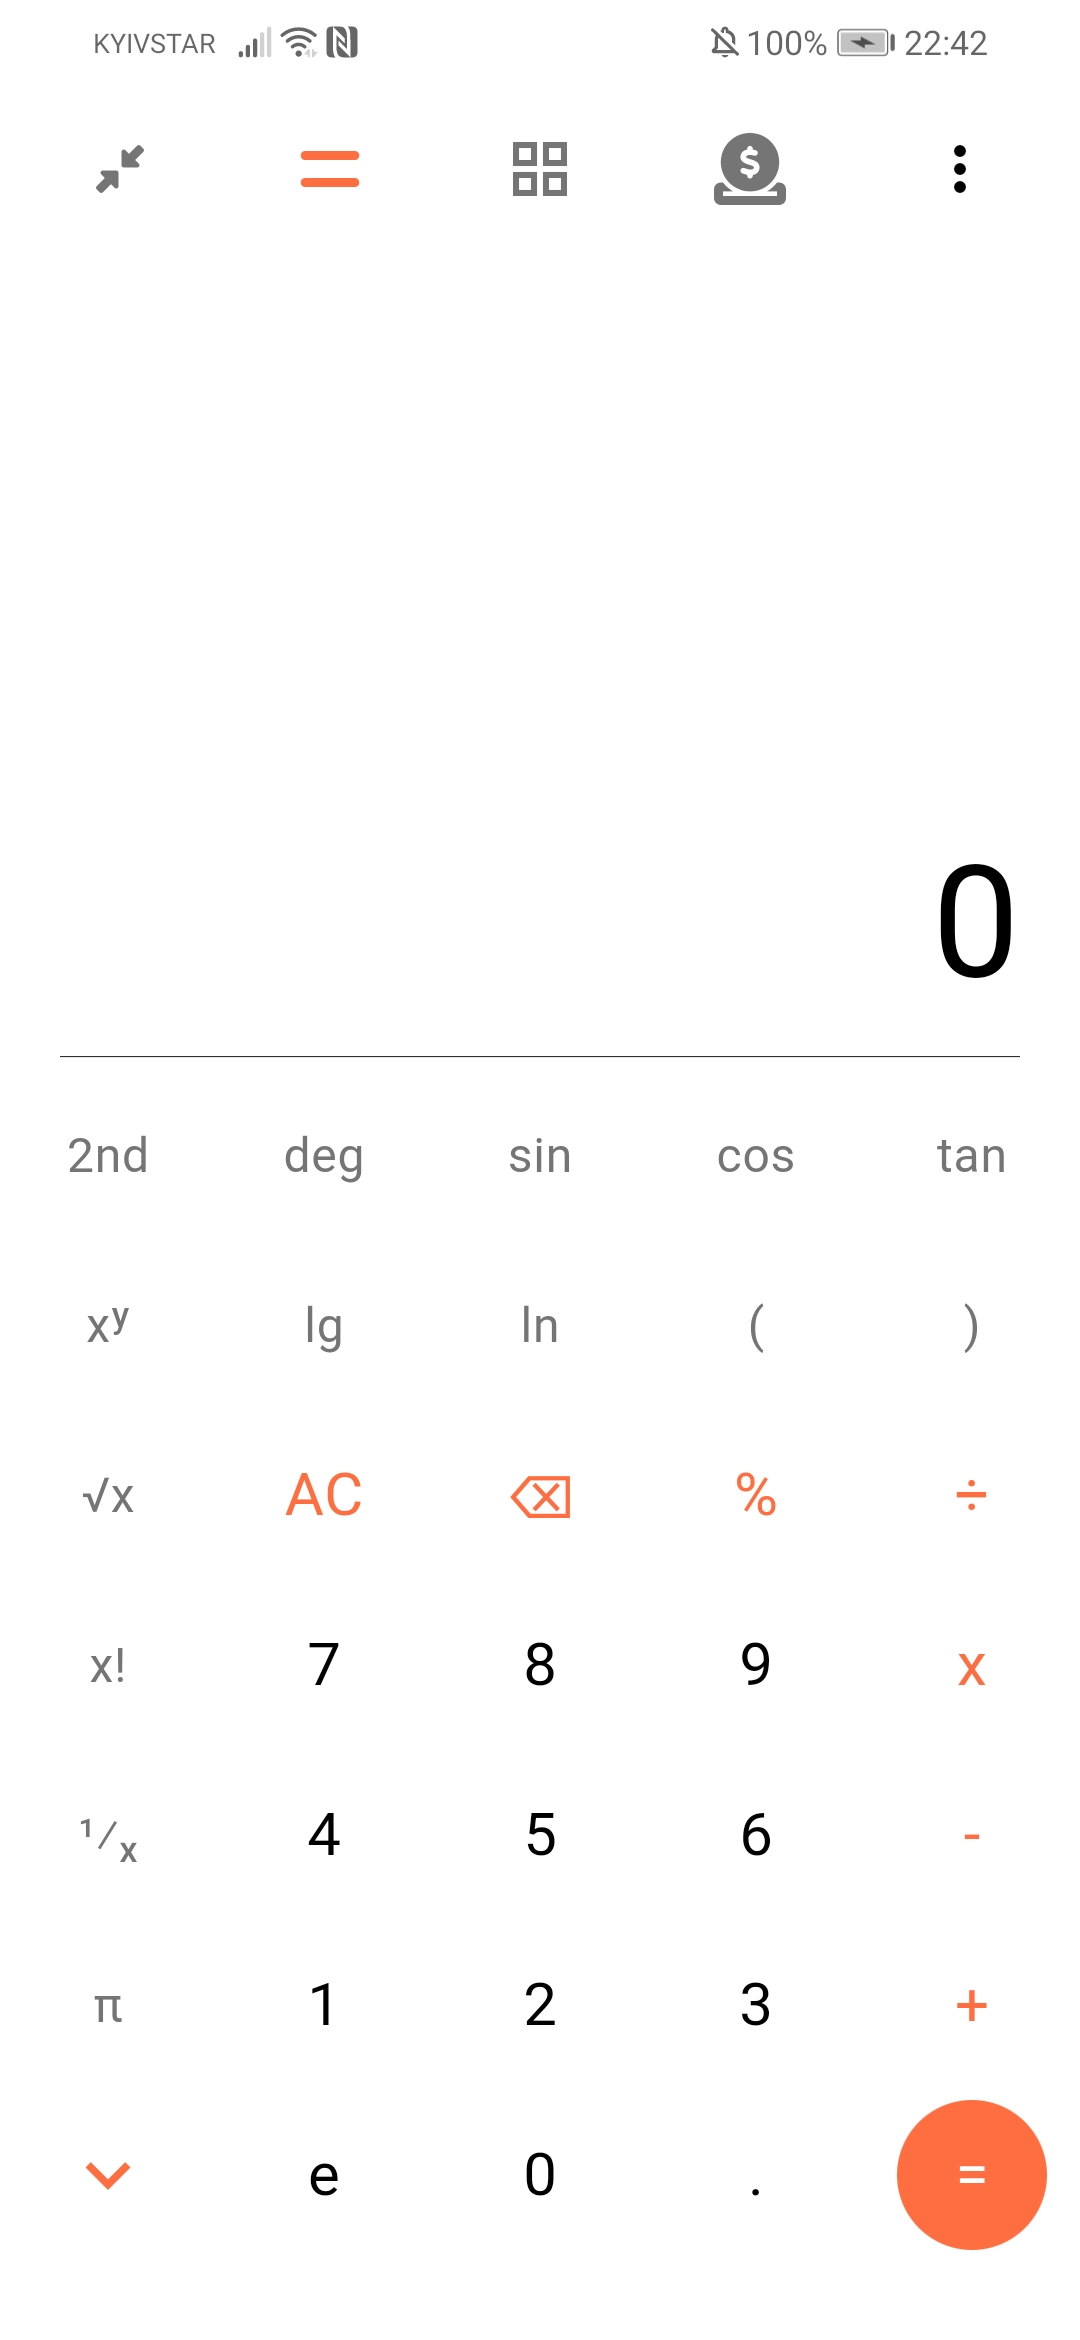 KYIVSTAR 100% 22:42
0
2nd deg sin cos tan
xʸ lg ln ( )
√x AC % ÷
x! 7 8 9 x
¹/x 4 5 6 -
π 1 2 3 +
e 0 . =